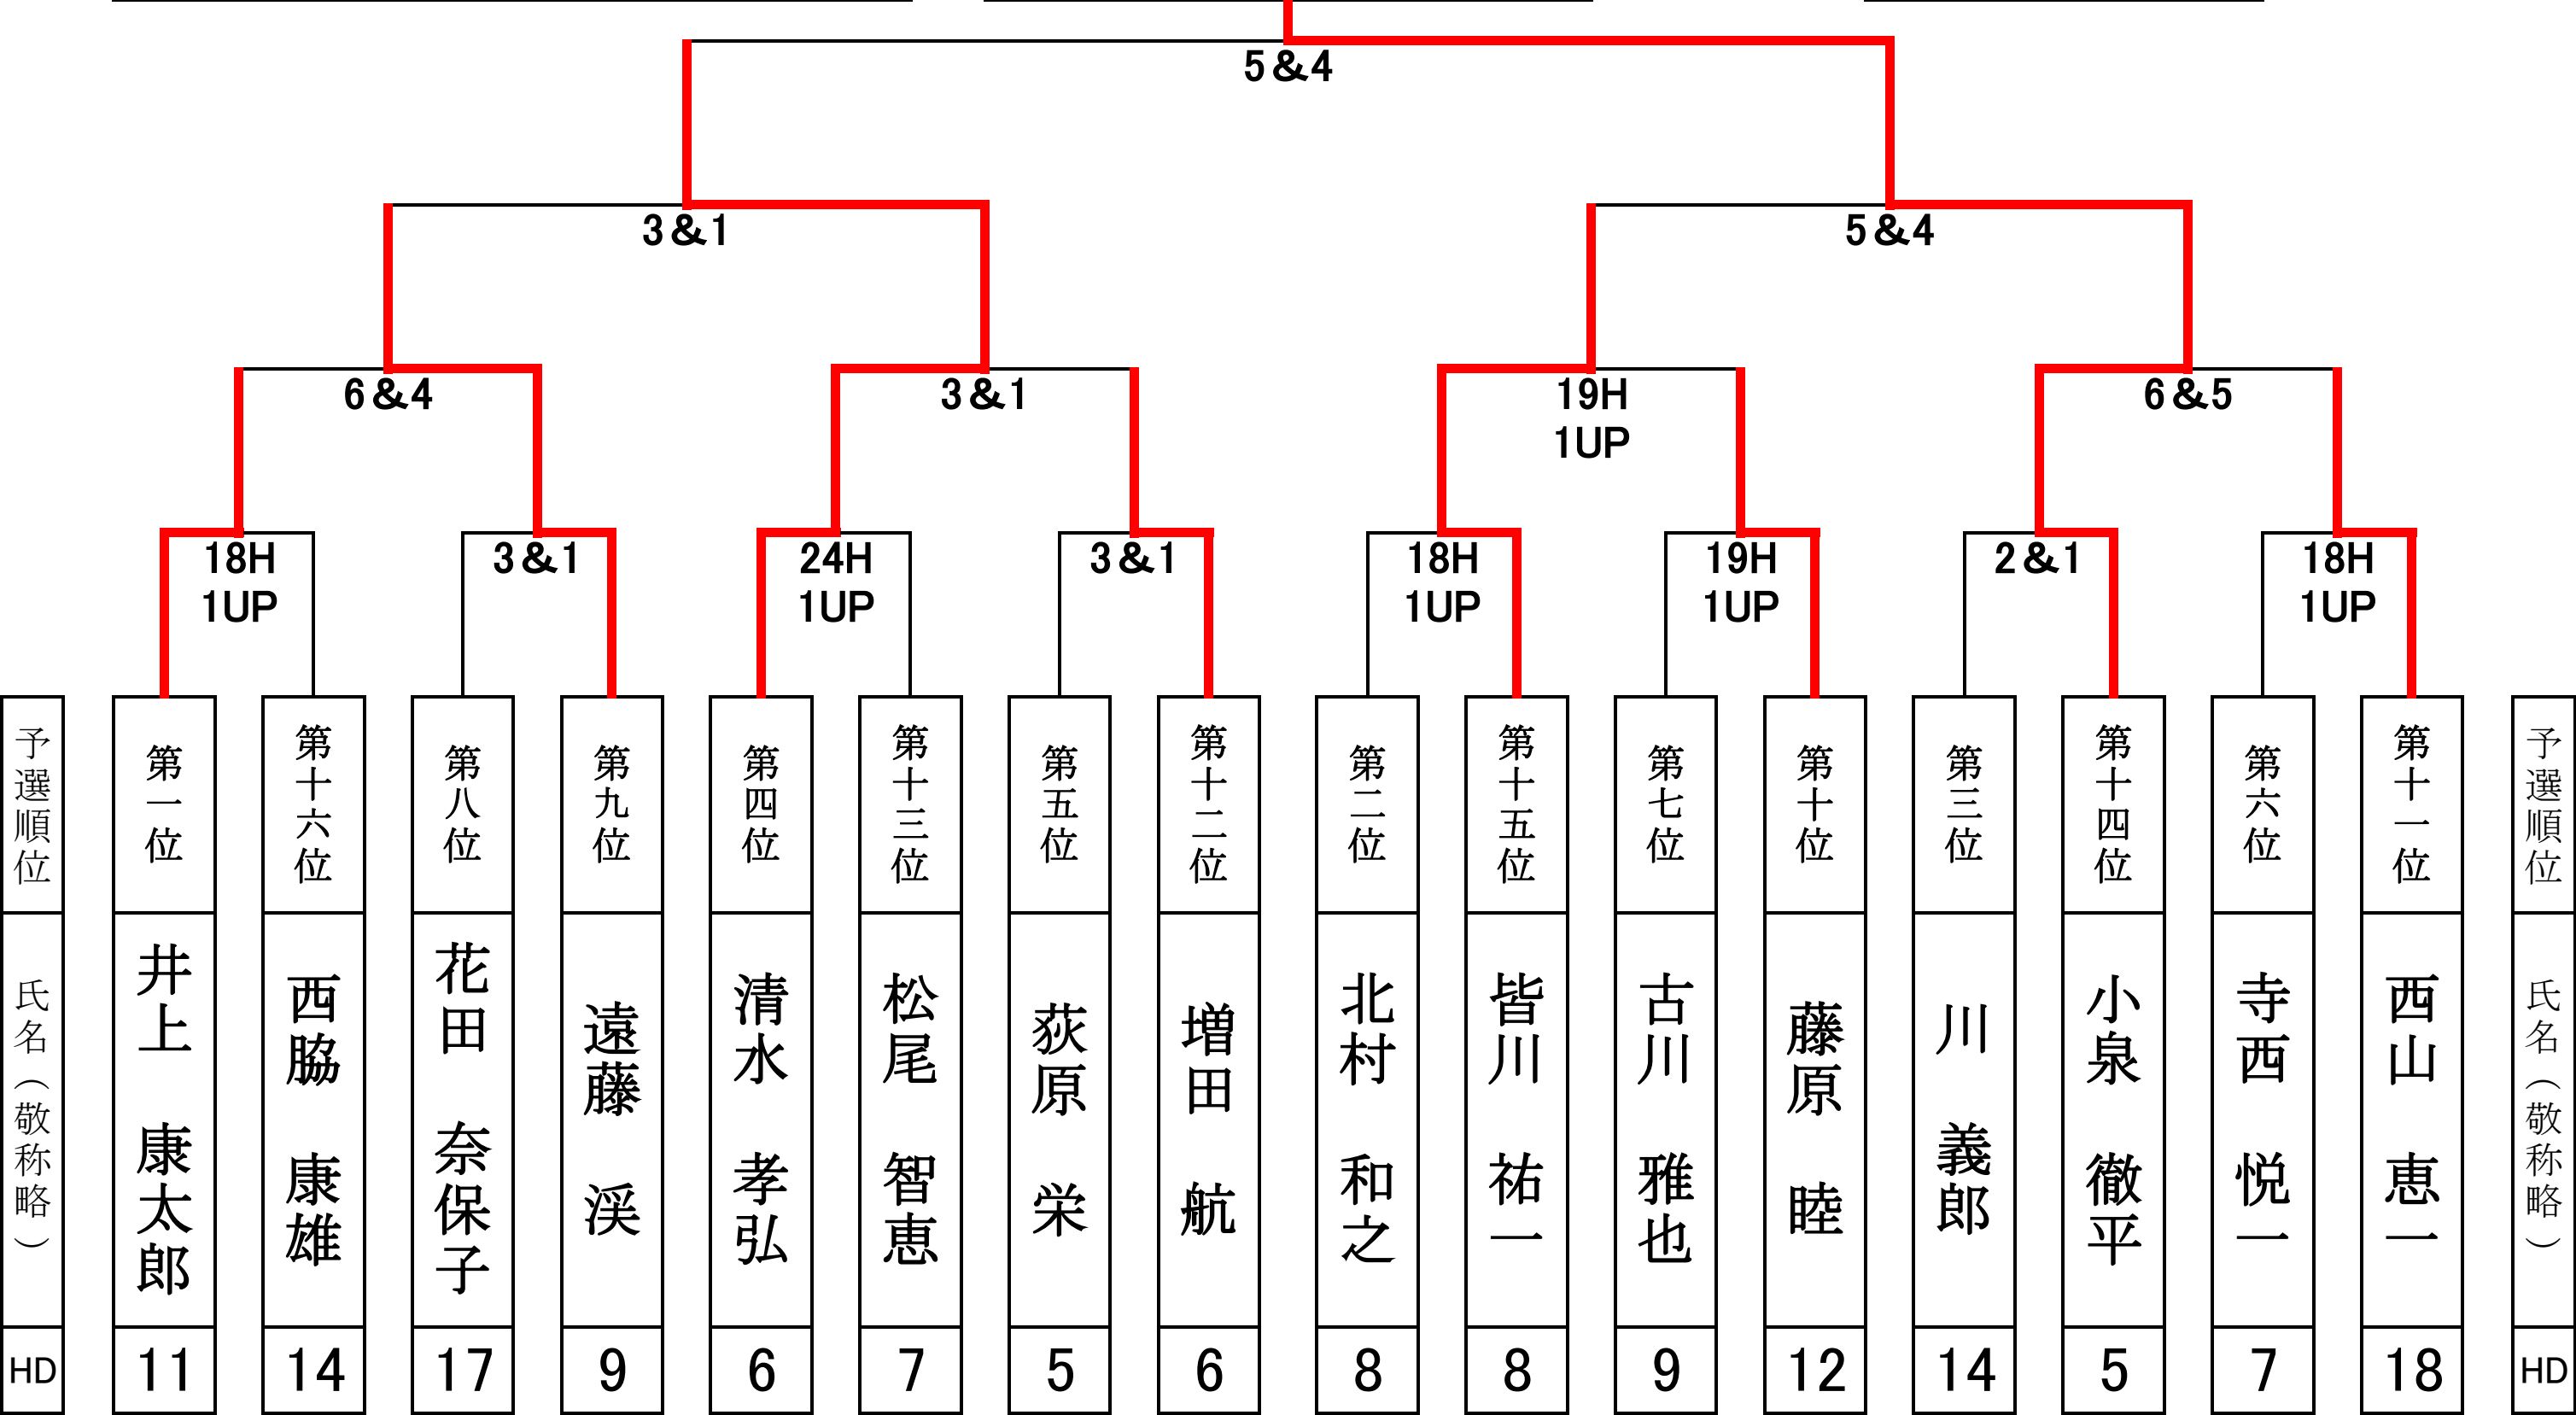 5&4
3&1
5&4
6&4
3&1
19H
1UP
6&5
18H
1UP
3&1
24H
1UP
3&1
18H
1UP
19H
1UP
2&1
18H
1UP
予選順位
第一位
第十六位
第八位
第九位
第四位
第十三位
第五位
第十二位
第二位
第十五位
第七位
第十位
第三位
第十四位
第六位
第十一位
予選順位
氏名(敬称略)
井上 康太郎
西脇 康雄
花田 奈保子
遠藤 渓
清水 孝弘
松尾 智恵
荻原 栄
増田 航
北村 和之
皆川 祐一
古川 雅也
藤原 睦
川 義郎
小泉 徹平
寺西 悦一
西山 恵一
氏名(敬称略)
HD
11
14
17
9
6
7
5
6
8
8
9
12
14
5
7
18
HD